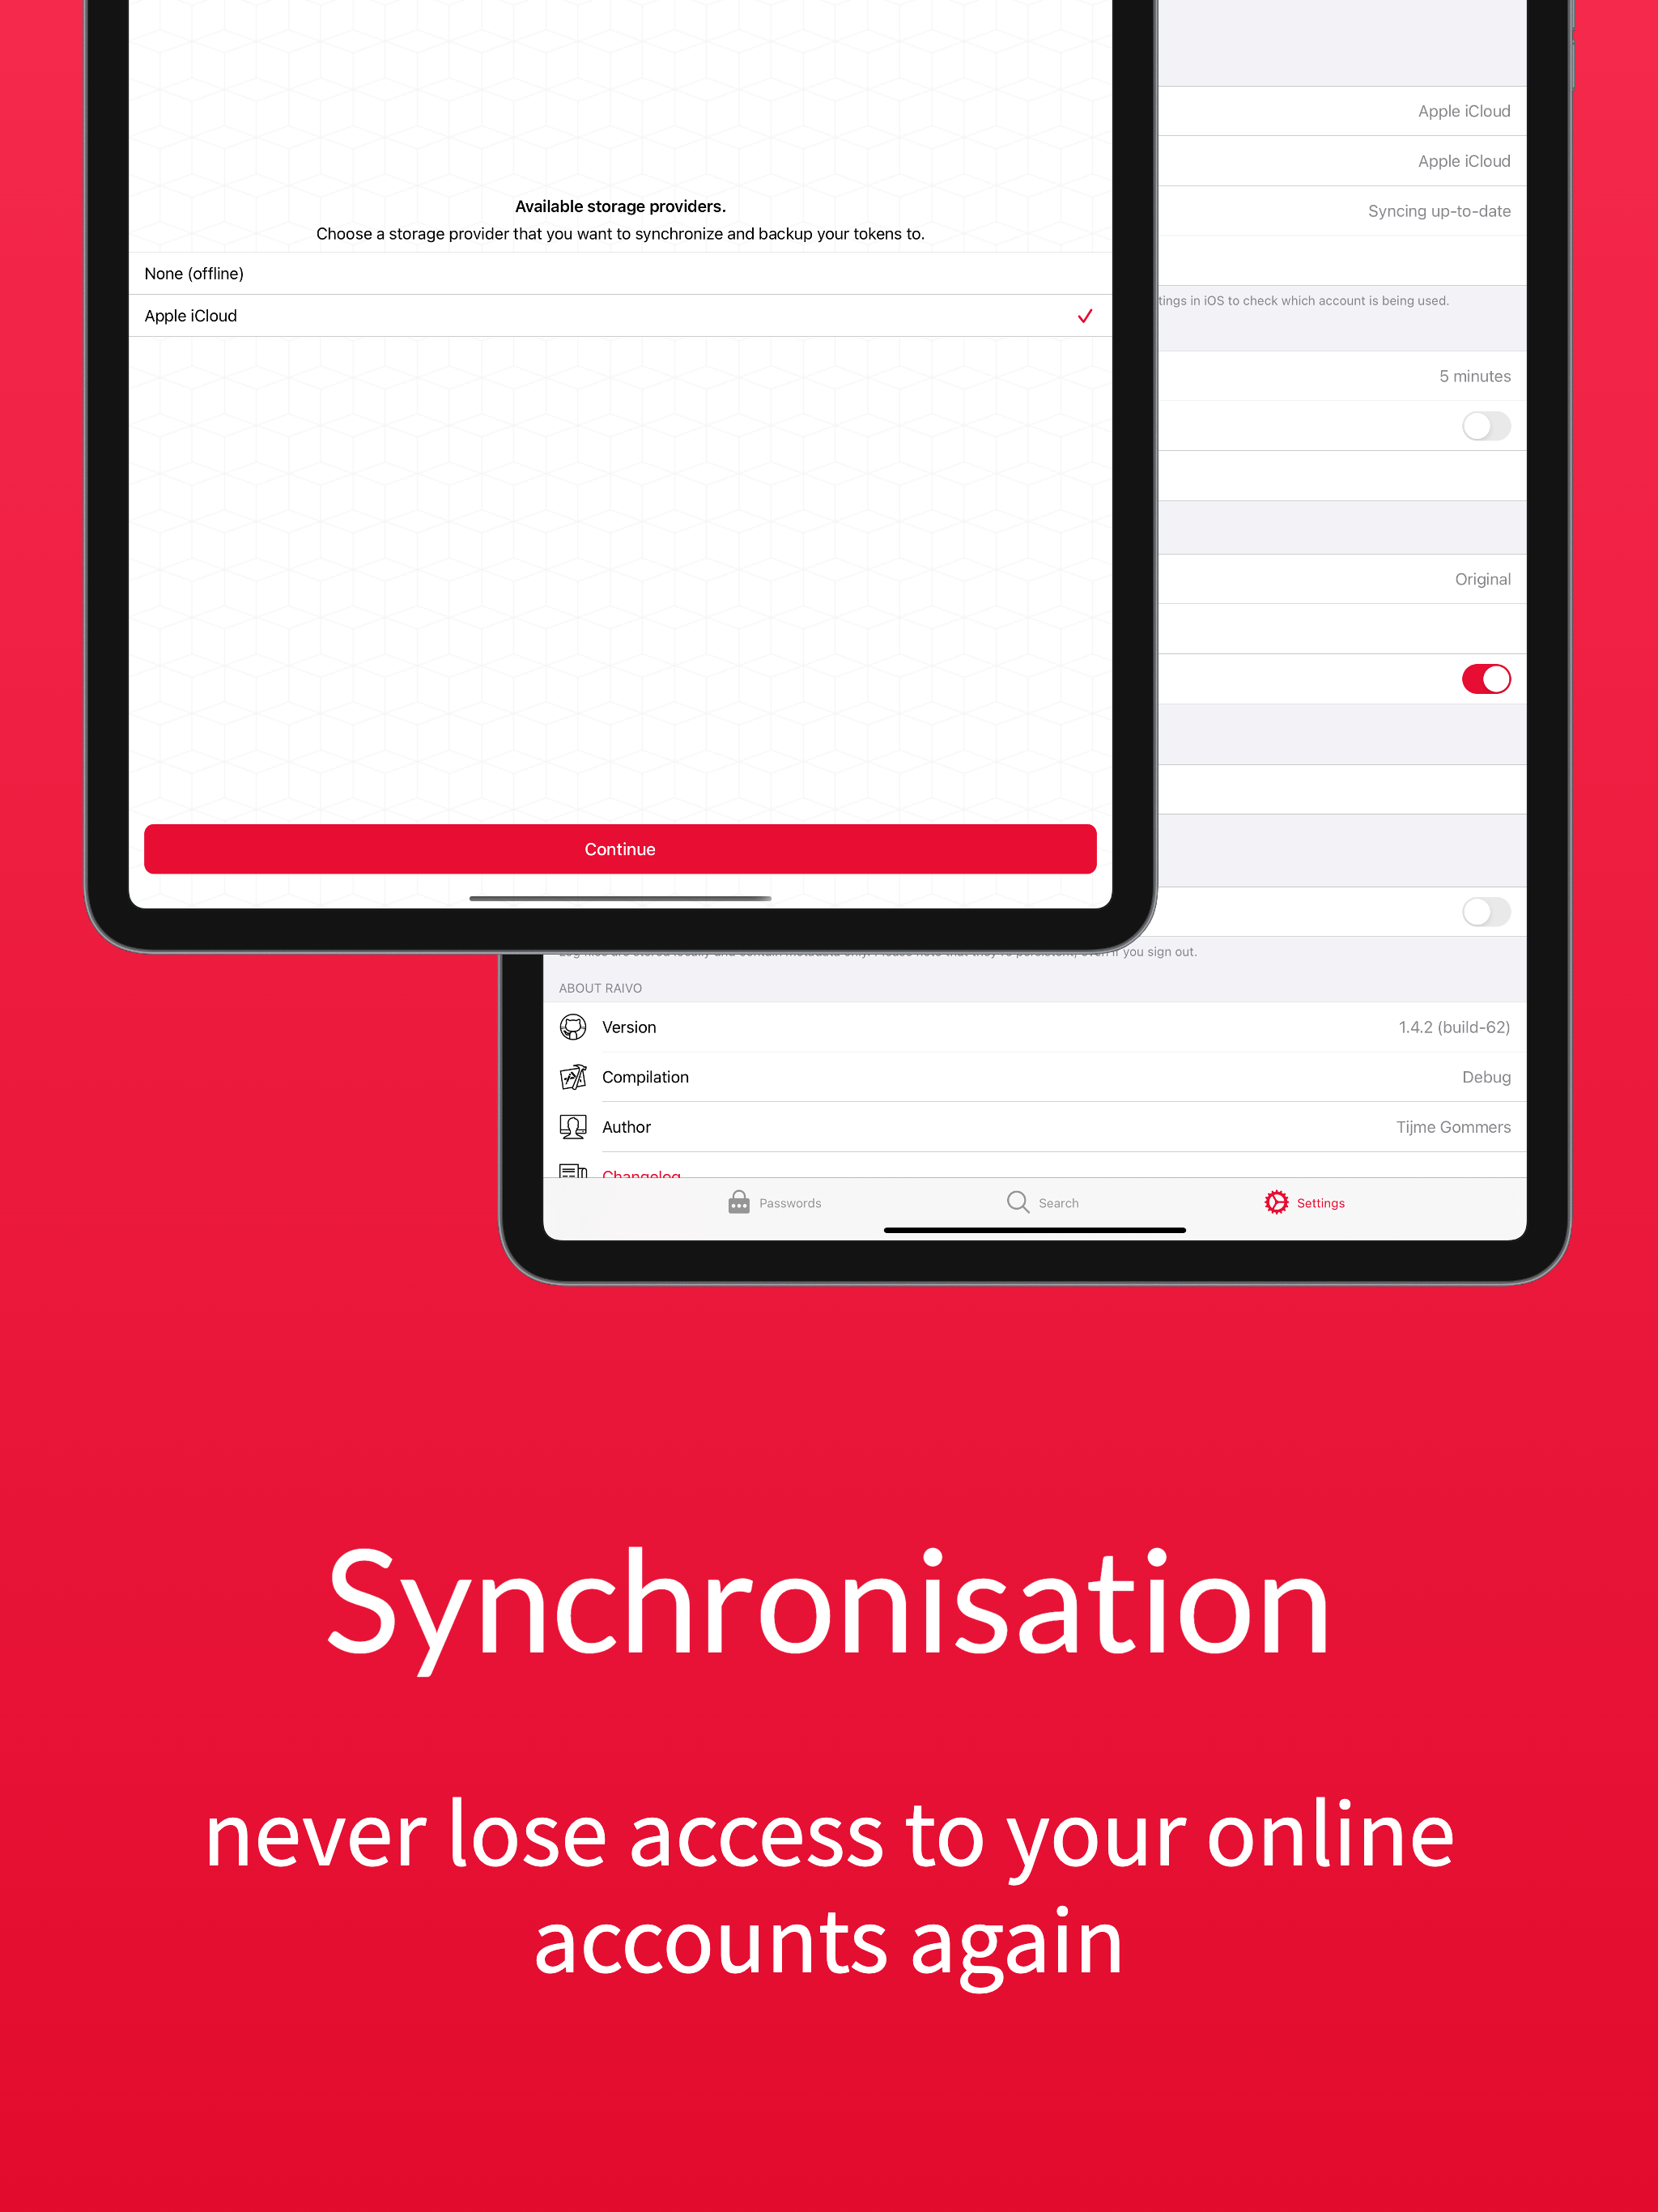 Apple iCloud
Apple iCloud
Syncing up-to-date
Available storage providers.
Choose a storage provider that you want to synchronize and backup your tokens to.
None (offline)
Apple iCloud
in iOS to check which account is being used.
5 minutes
Original
Continue
you sign out.
ABOUT RAIVO
Version 1.4.2 (build-62)
Compilation Debug
Author Tijme Gommers
Changelog
Passwords Search Settings
Synchronisation
never lose access to your online
accounts again